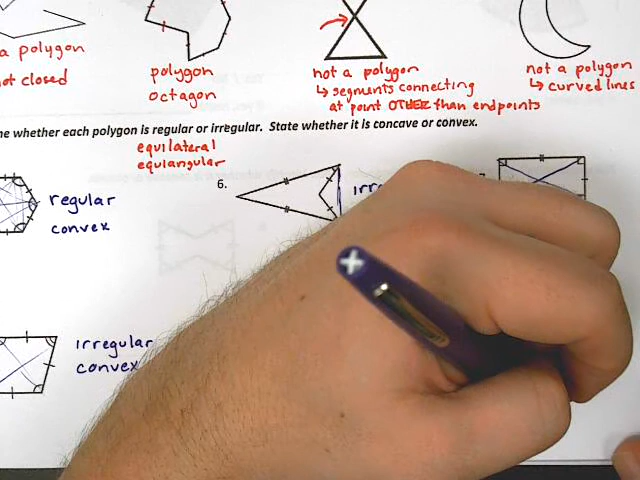 a polygon
not closed
polygon
octagon
not a polygon
↳ segments connecting
at point OTHER than endpoints
not a polygon
↳ curved lines
whether each polygon is regular or irregular. State whether it is concave or convex.
equilateral
equiangular
regular
convex
6.
irregular
convex